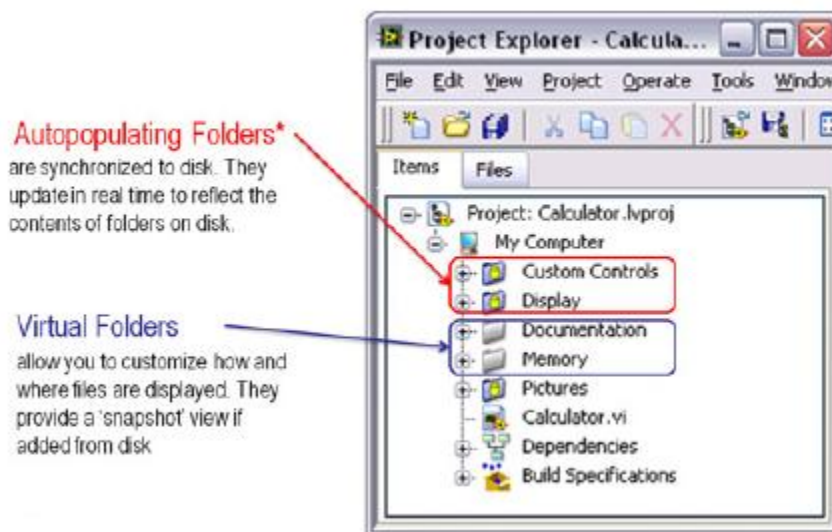 Autopopulating Folders*
are synchronized to disk. They
update in real time to reflect the
contents of folders on disk.
Virtual Folders
allow you to customize how and
where files are displayed. They
provide a 'snapshot' view if
added from disk
Project Explorer - Calcula...
File Edit View Project Operate Tools Window
Items Files
Project: Calculator.lvproj
My Computer
Custom Controls
Display
Documentation
Memory
Pictures
Calculator.vi
Dependencies
Build Specifications